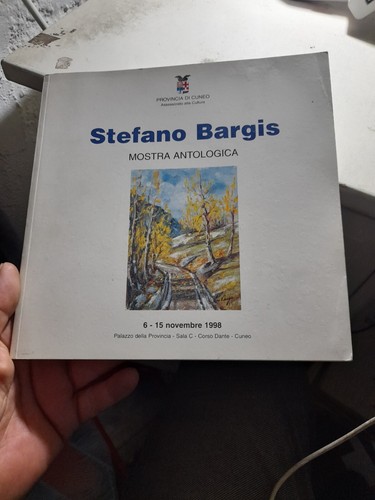 PROVINCIA DI CUNEO
Assessorato alla Cultura
Stefano Bargis
MOSTRA ANTOLOGICA
6 - 15 novembre 1998
Palazzo della Provincia - Sala C - Corso Dante - Cuneo